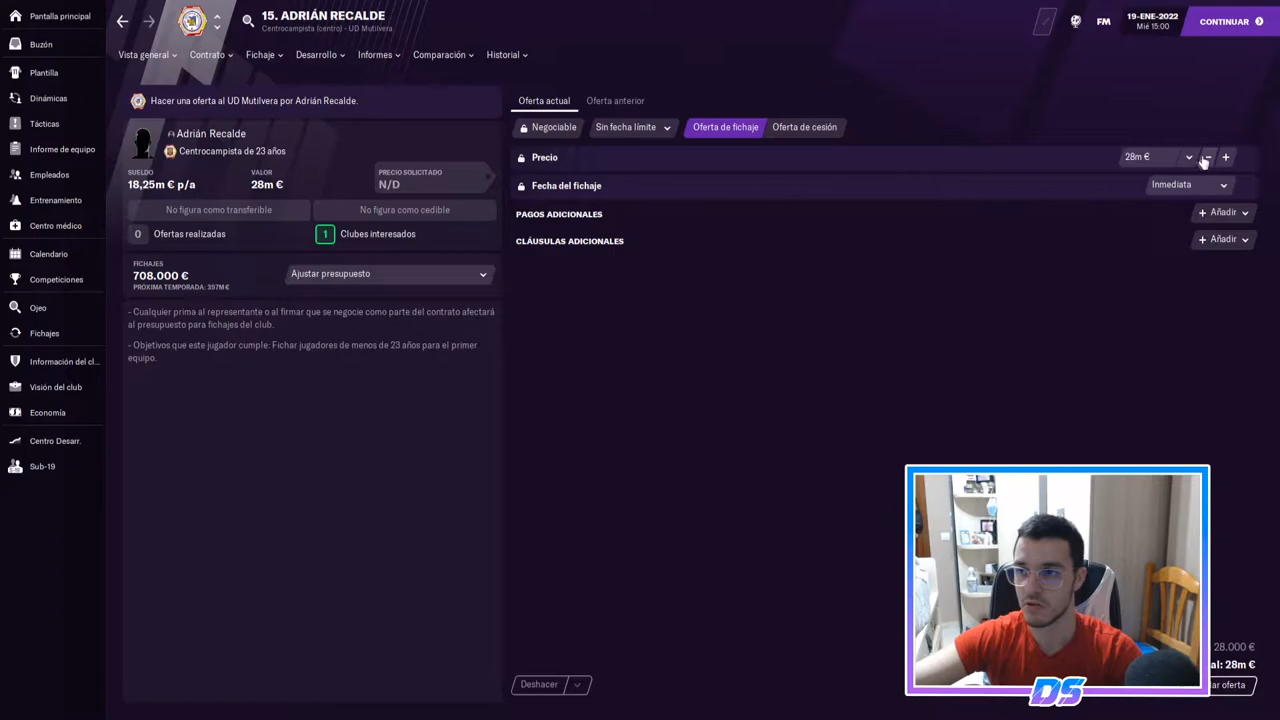 Pantalla principal
Buzón
Plantilla
Dinámicas
Tácticas
Informe de equipo
Empleados
Entrenamiento
Centro médico
Calendario
Competiciones
Ojeo
Fichajes
Información del cl...
Visión del club
Economía
Centro Desarr.
Sub-19
15. ADRIÁN RECALDE
Centrocampista (centro) - UD Mutilvera
FM
19-ENE-2022
Mié 15:00
CONTINUAR
Vista general
Contrato
Fichaje
Desarrollo
Informes
Comparación
Historial
Hacer una oferta al UD Mutilvera por Adrián Recalde.
Adrián Recalde
Centrocampista de 23 años
SUELDO
18,25m € p/a
VALOR
28m €
PRECIO SOLICITADO
N/D
No figura como transferible
No figura como cedible
0 Ofertas realizadas
1 Clubes interesados
FICHAJES
708.000 €
PRÓXIMA TEMPORADA: 397M €
Ajustar presupuesto
- Cualquier prima al representante o al firmar que se negocie como parte del contrato afectará
al presupuesto para fichajes del club.
- Objetivos que este jugador cumple: Fichar jugadores de menos de 23 años para el primer
equipo.
Oferta actual
Oferta anterior
Negociable
Sin fecha límite
Oferta de fichaje
Oferta de cesión
Precio
28m €
Fecha del fichaje
Inmediata
PAGOS ADICIONALES
+ Añadir
CLÁUSULAS ADICIONALES
+ Añadir
28.000 €
al: 28m €
ar oferta
Deshacer
DS